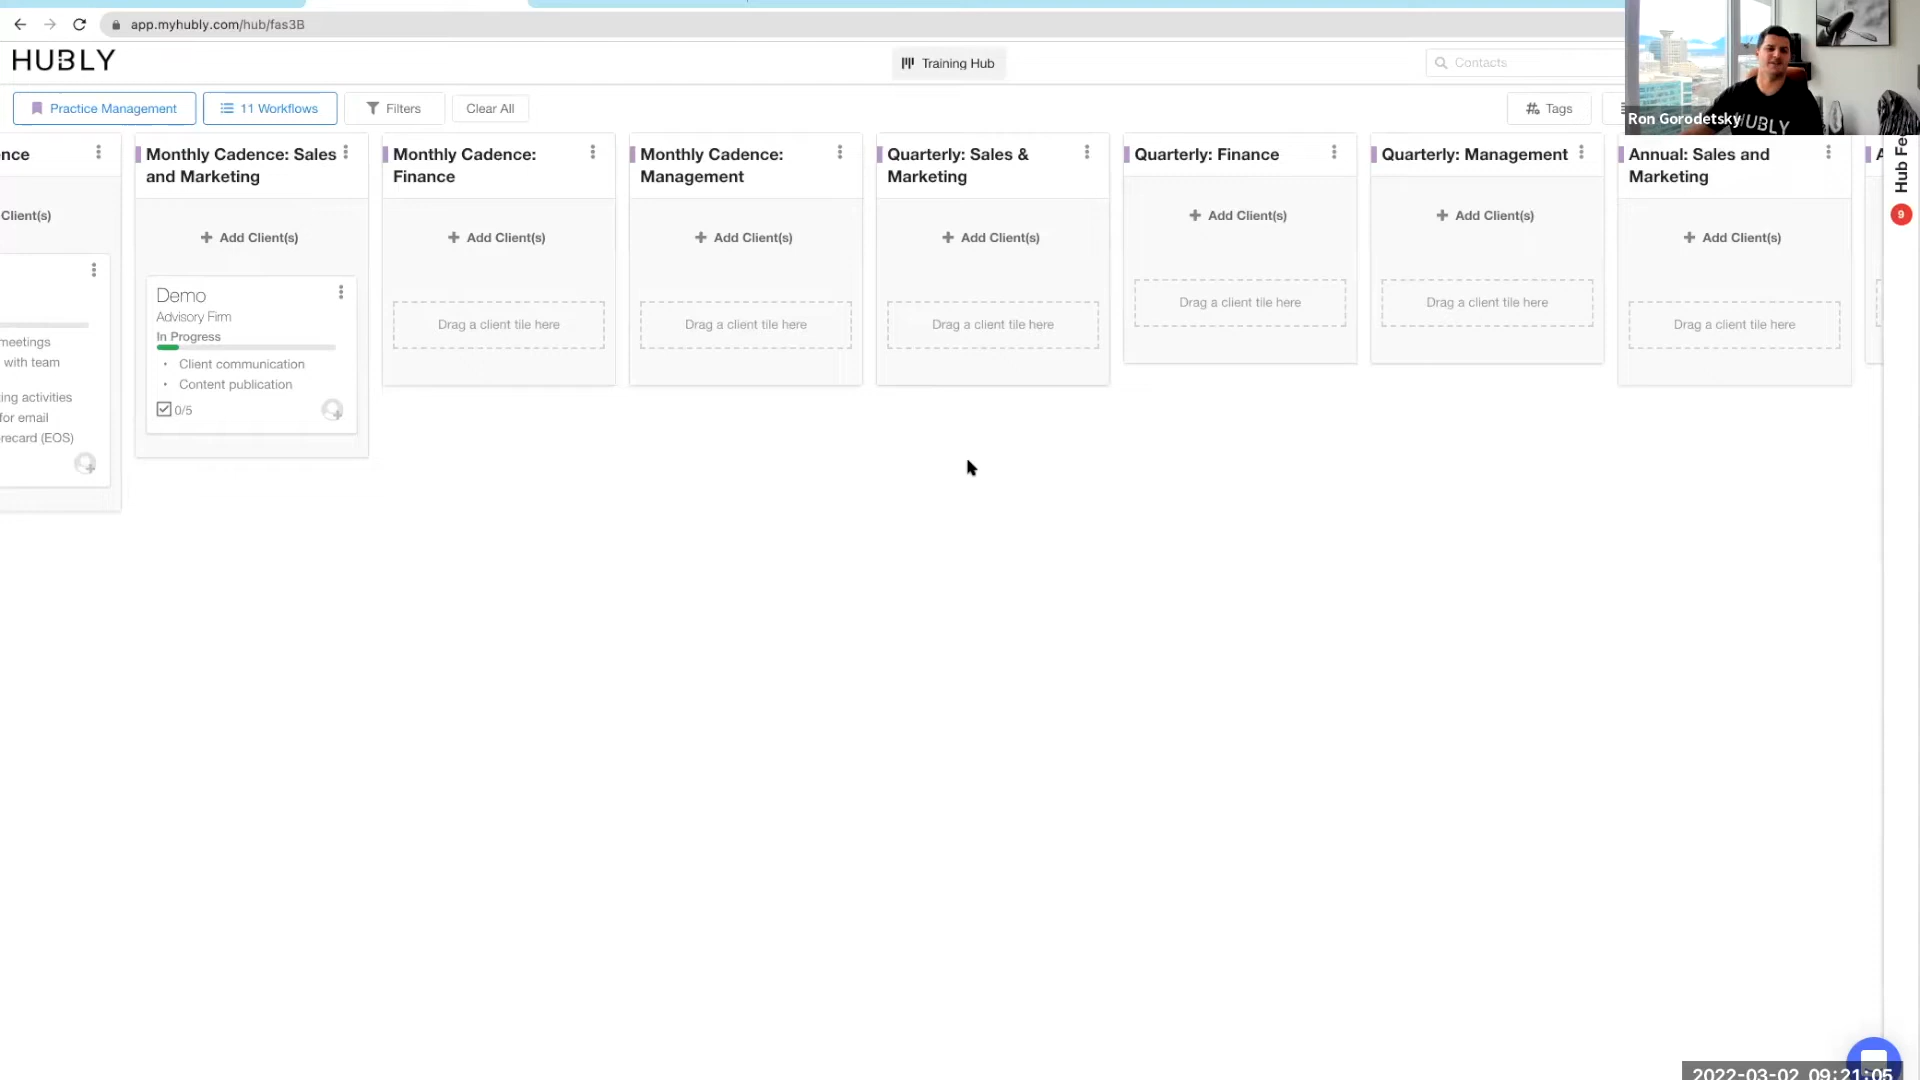 app.myhubly.com/hub/fas3B
HUBLY
Training Hub
Contacts
Practice Management
11 Workflows
Filters
Clear All
Tags
HUBLY
Ron Gorodetsky
nce
Client(s)
meetings
with team
ing activities
for email
recard (EOS)
Monthly Cadence: Sales
and Marketing
+ Add Client(s)
Demo
Advisory Firm
In Progress
• Client communication
• Content publication
0/5
Monthly Cadence:
Finance
+ Add Client(s)
Drag a client tile here
Monthly Cadence:
Management
+ Add Client(s)
Drag a client tile here
Quarterly: Sales &
Marketing
+ Add Client(s)
Drag a client tile here
Quarterly: Finance
+ Add Client(s)
Drag a client tile here
Quarterly: Management
+ Add Client(s)
Drag a client tile here
Annual: Sales and
Marketing
+ Add Client(s)
Drag a client tile here
A
Hub Fe
9
2022-03-02 09:21:05